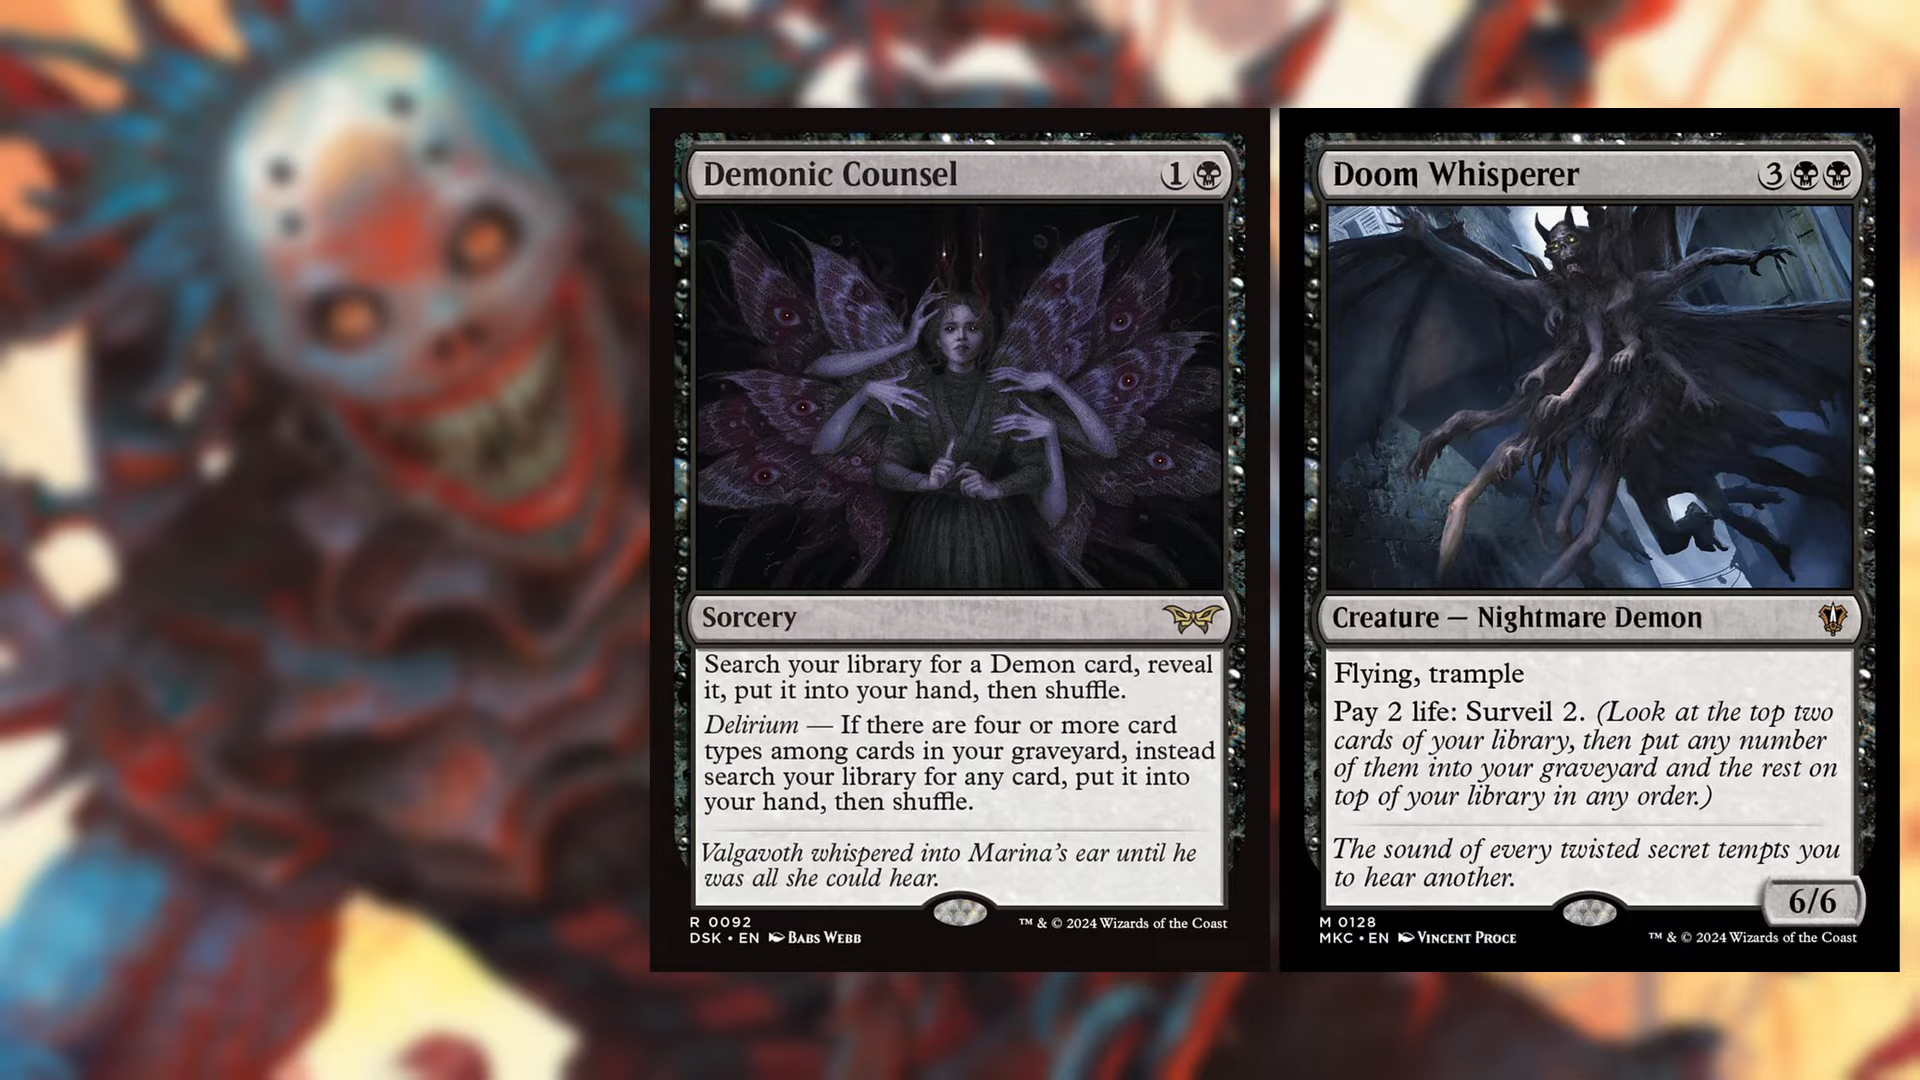 Demonic Counsel 1
Sorcery
Search your library for a Demon card, reveal
it, put it into your hand, then shuffle.
Delirium — If there are four or more card
types among cards in your graveyard, instead
search your library for any card, put it into
your hand, then shuffle.
Valgavoth whispered into Marina's ear until he
was all she could hear.
R 0092
DSK • EN BABS WEBB
™ & © 2024 Wizards of the Coast
Doom Whisperer 3
Creature — Nightmare Demon
Flying, trample
Pay 2 life: Surveil 2. (Look at the top two
cards of your library, then put any number
of them into your graveyard and the rest on
top of your library in any order.)
The sound of every twisted secret tempts you
to hear another.
6/6
M 0128
MKC • EN VINCENT PROCE
™ & © 2024 Wizards of the Coast